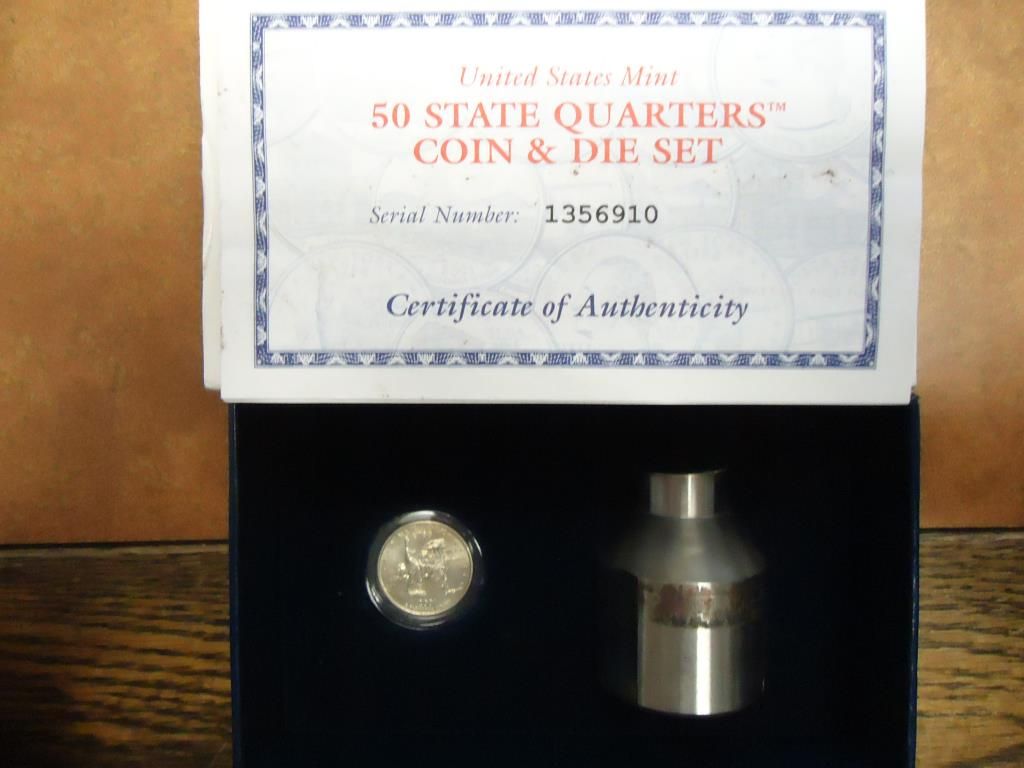 United States Mint
50 STATE QUARTERS™
COIN & DIE SET
Serial Number: 1356910
Certificate of Authenticity